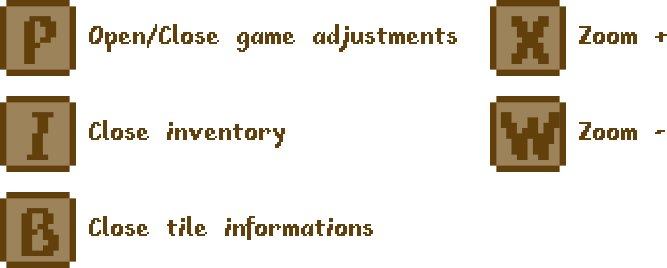 P Open/Close game adjustments
X Zoom +
I Close inventory
W Zoom -
B Close tile informations